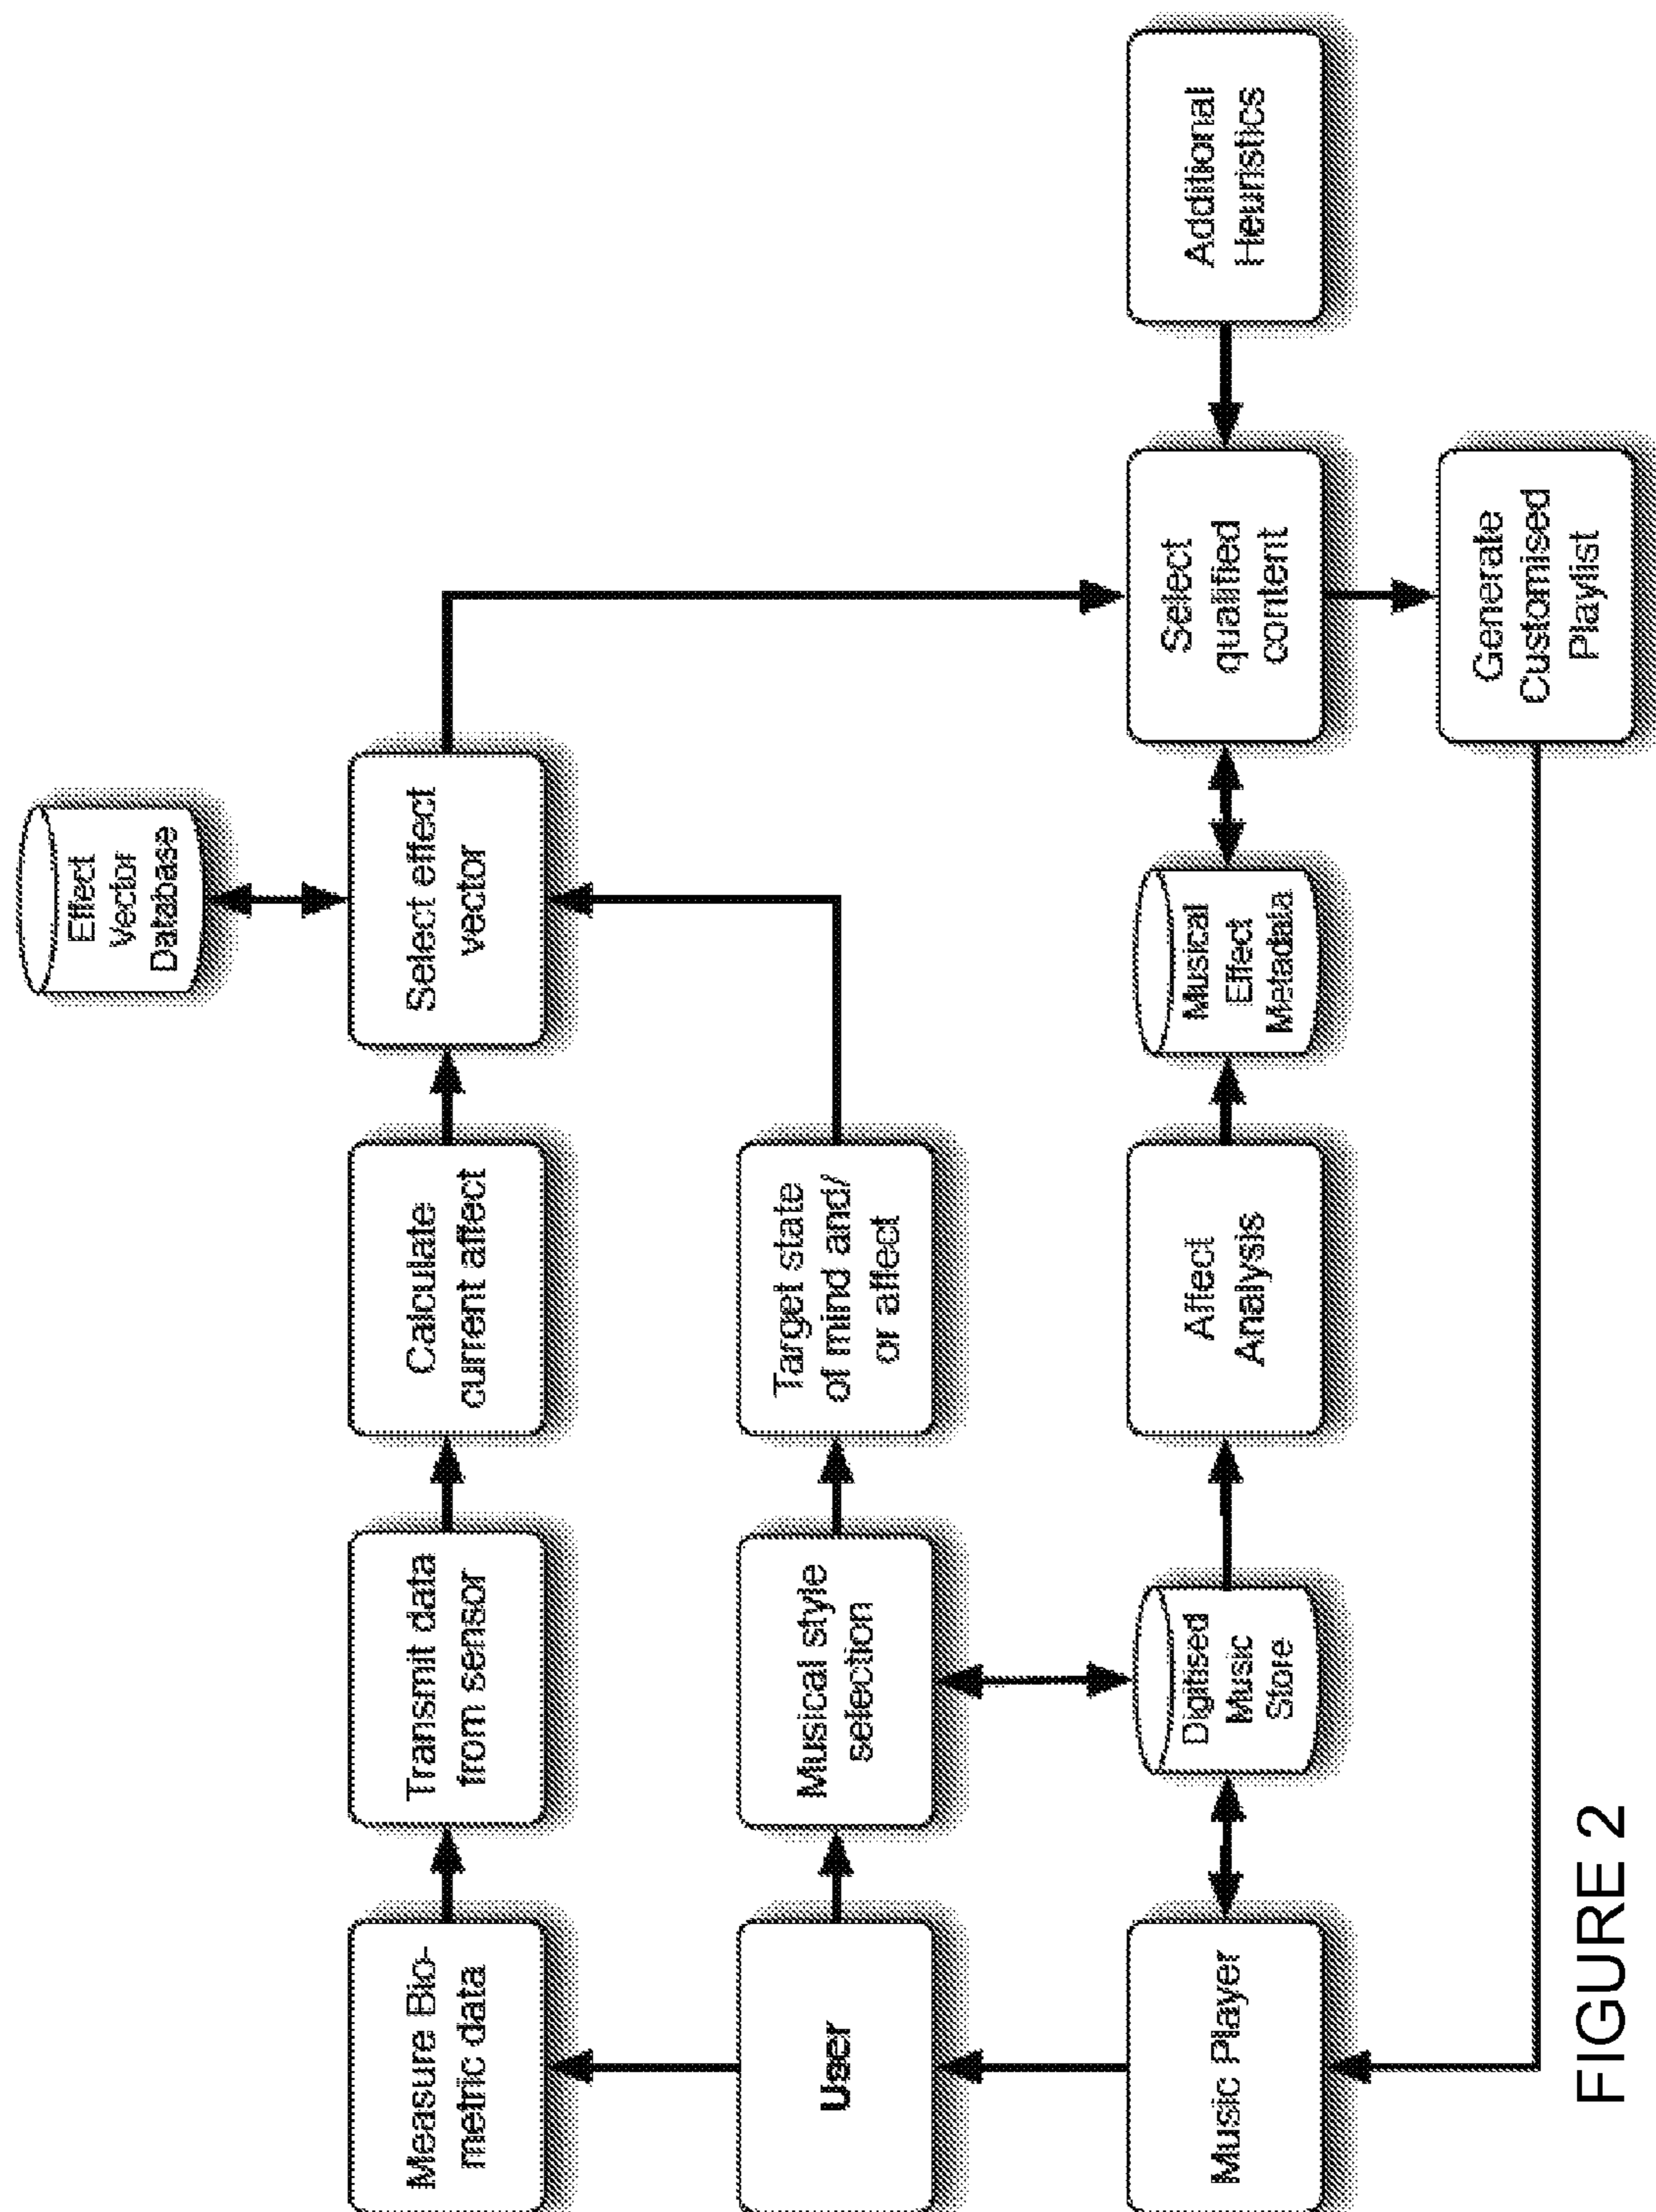 Effect
Vector
Database
Measure Bio-
metric data
Transmit data
from sensor
Calculate
current affect
Select effect
vector
User
Musical style
selection
Target state
of mind and/
or affect
Music Player
Digitised
Music
Store
Affect
Analysis
Musical
Effect
Metadata
Select
qualified
content
Additional
Heuristics
Generate
Customised
Playlist
FIGURE 2